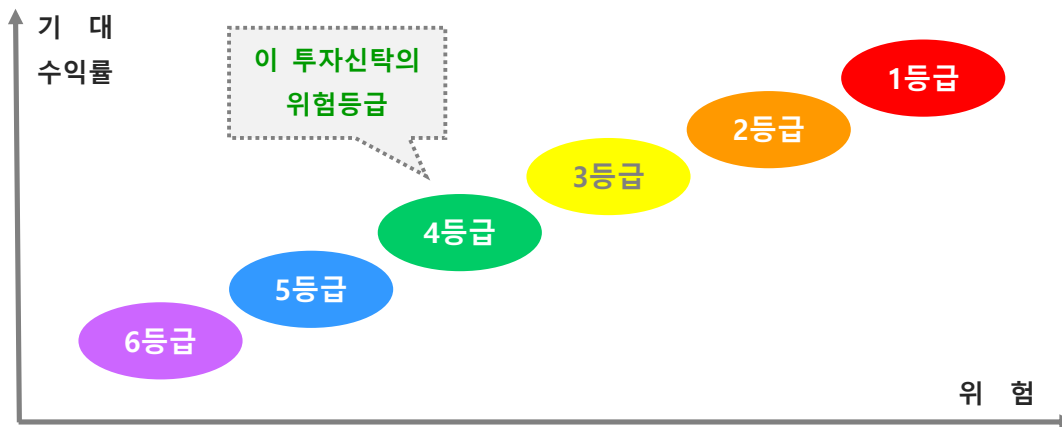 기 대
수익률
이 투자신탁의
위험등급
1등급
2등급
3등급
4등급
5등급
6등급
위 험